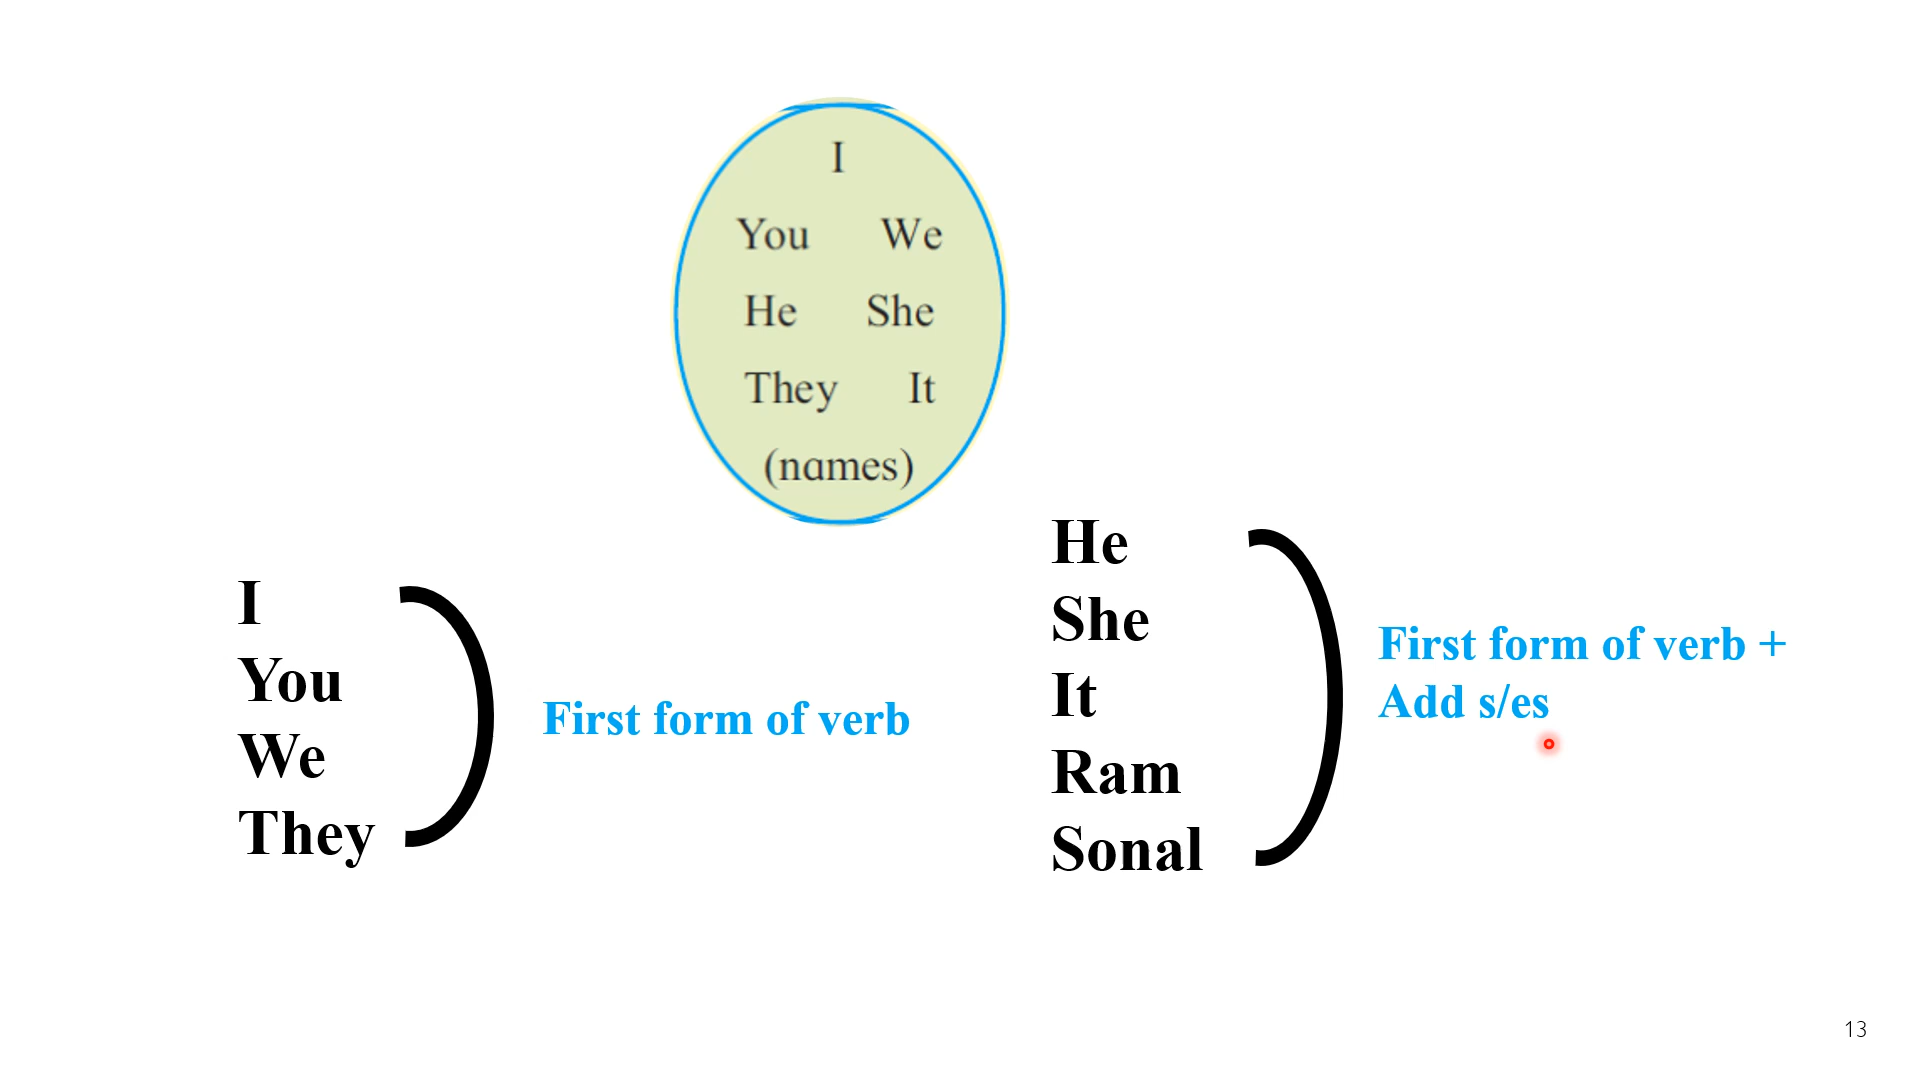 I
You We
He She
They It
(names)
I
You
We
They
First form of verb
He
She
It
Ram
Sonal
First form of verb +
Add s/es
13